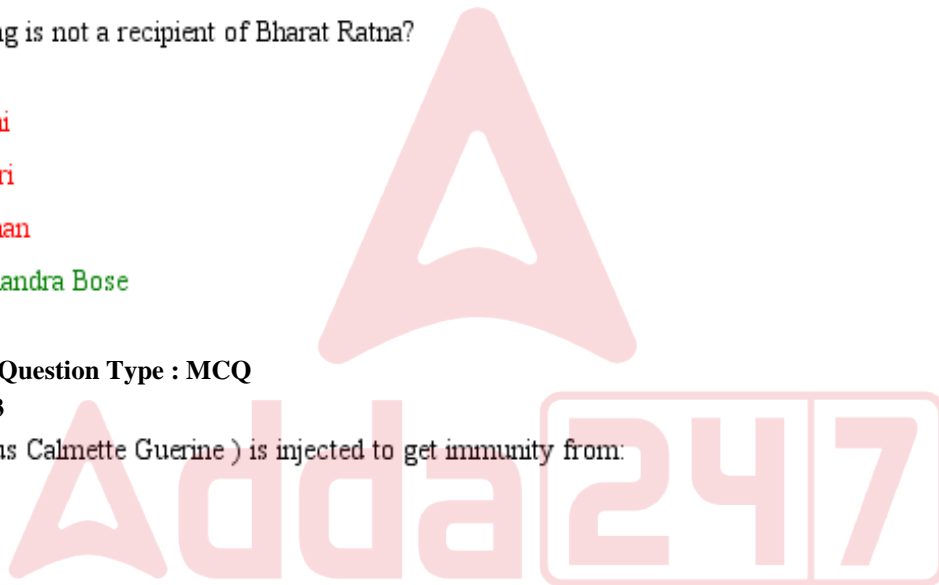 ng is not a recipient of Bharat Ratna?
ni
ri
nan
andra Bose
Question Type : MCQ
3
us Calmette Guerine ) is injected to get immunity from:
Adda247